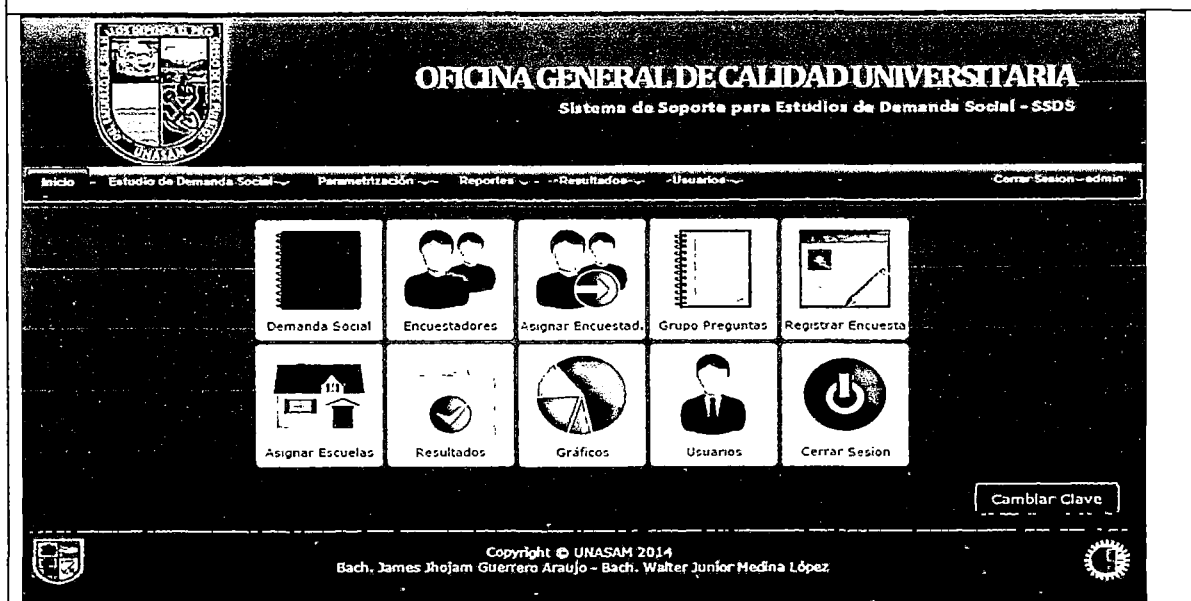 UNASAM
OFICINA GENERAL DE CALIDAD UNIVERSITARIA
Sistema de Soporte para Estudios de Demanda Social - SSDS
Inicio Estudio de Demanda Social Parametrización Reportes Resultados Usuarios Cerrar Sesion - admin
Demanda Social Encuestadores Asignar Encuestad. Grupo Preguntas Registrar Encuesta
Asignar Escuelas Resultados Gráficos Usuarios Cerrar Sesion
Cambiar Clave
Copyright © UNASAM 2014
Bach. James Jhojam Guerrero Araujo - Bach. Walter Junior Medina López